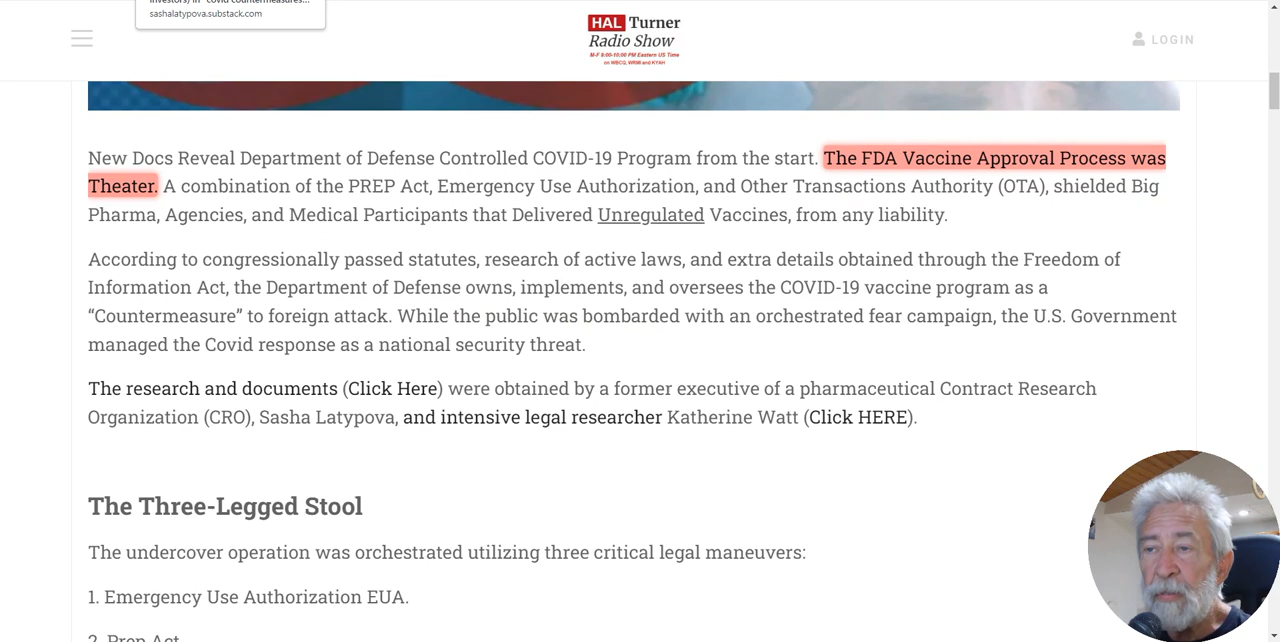 investors) in "covid countermeasures...
sashalatypova.substack.com
HAL Turner
Radio Show
M-F 9:00-10:00 PM Eastern US Time
on WBCQ, WRMI and KYAH
LOGIN
New Docs Reveal Department of Defense Controlled COVID-19 Program from the start. The FDA Vaccine Approval Process was
Theater. A combination of the PREP Act, Emergency Use Authorization, and Other Transactions Authority (OTA), shielded Big
Pharma, Agencies, and Medical Participants that Delivered Unregulated Vaccines, from any liability.
According to congressionally passed statutes, research of active laws, and extra details obtained through the Freedom of
Information Act, the Department of Defense owns, implements, and oversees the COVID-19 vaccine program as a
“Countermeasure” to foreign attack. While the public was bombarded with an orchestrated fear campaign, the U.S. Government
managed the Covid response as a national security threat.
The research and documents (Click Here) were obtained by a former executive of a pharmaceutical Contract Research
Organization (CRO), Sasha Latypova, and intensive legal researcher Katherine Watt (Click HERE).
The Three-Legged Stool
The undercover operation was orchestrated utilizing three critical legal maneuvers:
1. Emergency Use Authorization EUA.
2. Prep Act